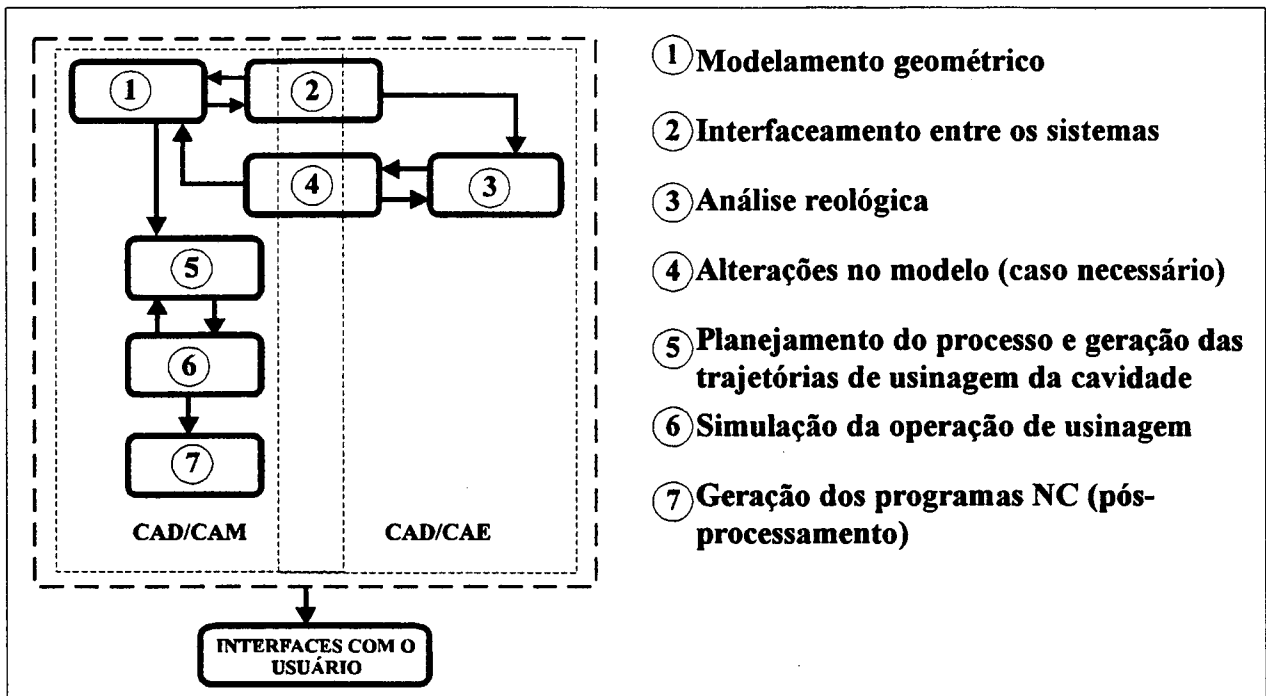 1
2
4
3
5
6
7
CAD/CAM
CAD/CAE
INTERFACES COM O
USUÁRIO
1 Modelamento geométrico
2 Interfaceamento entre os sistemas
3 Análise reológica
4 Alterações no modelo (caso necessário)
5 Planejamento do processo e geração das
trajetórias de usinagem da cavidade
6 Simulação da operação de usinagem
7 Geração dos programas NC (pós-
processamento)